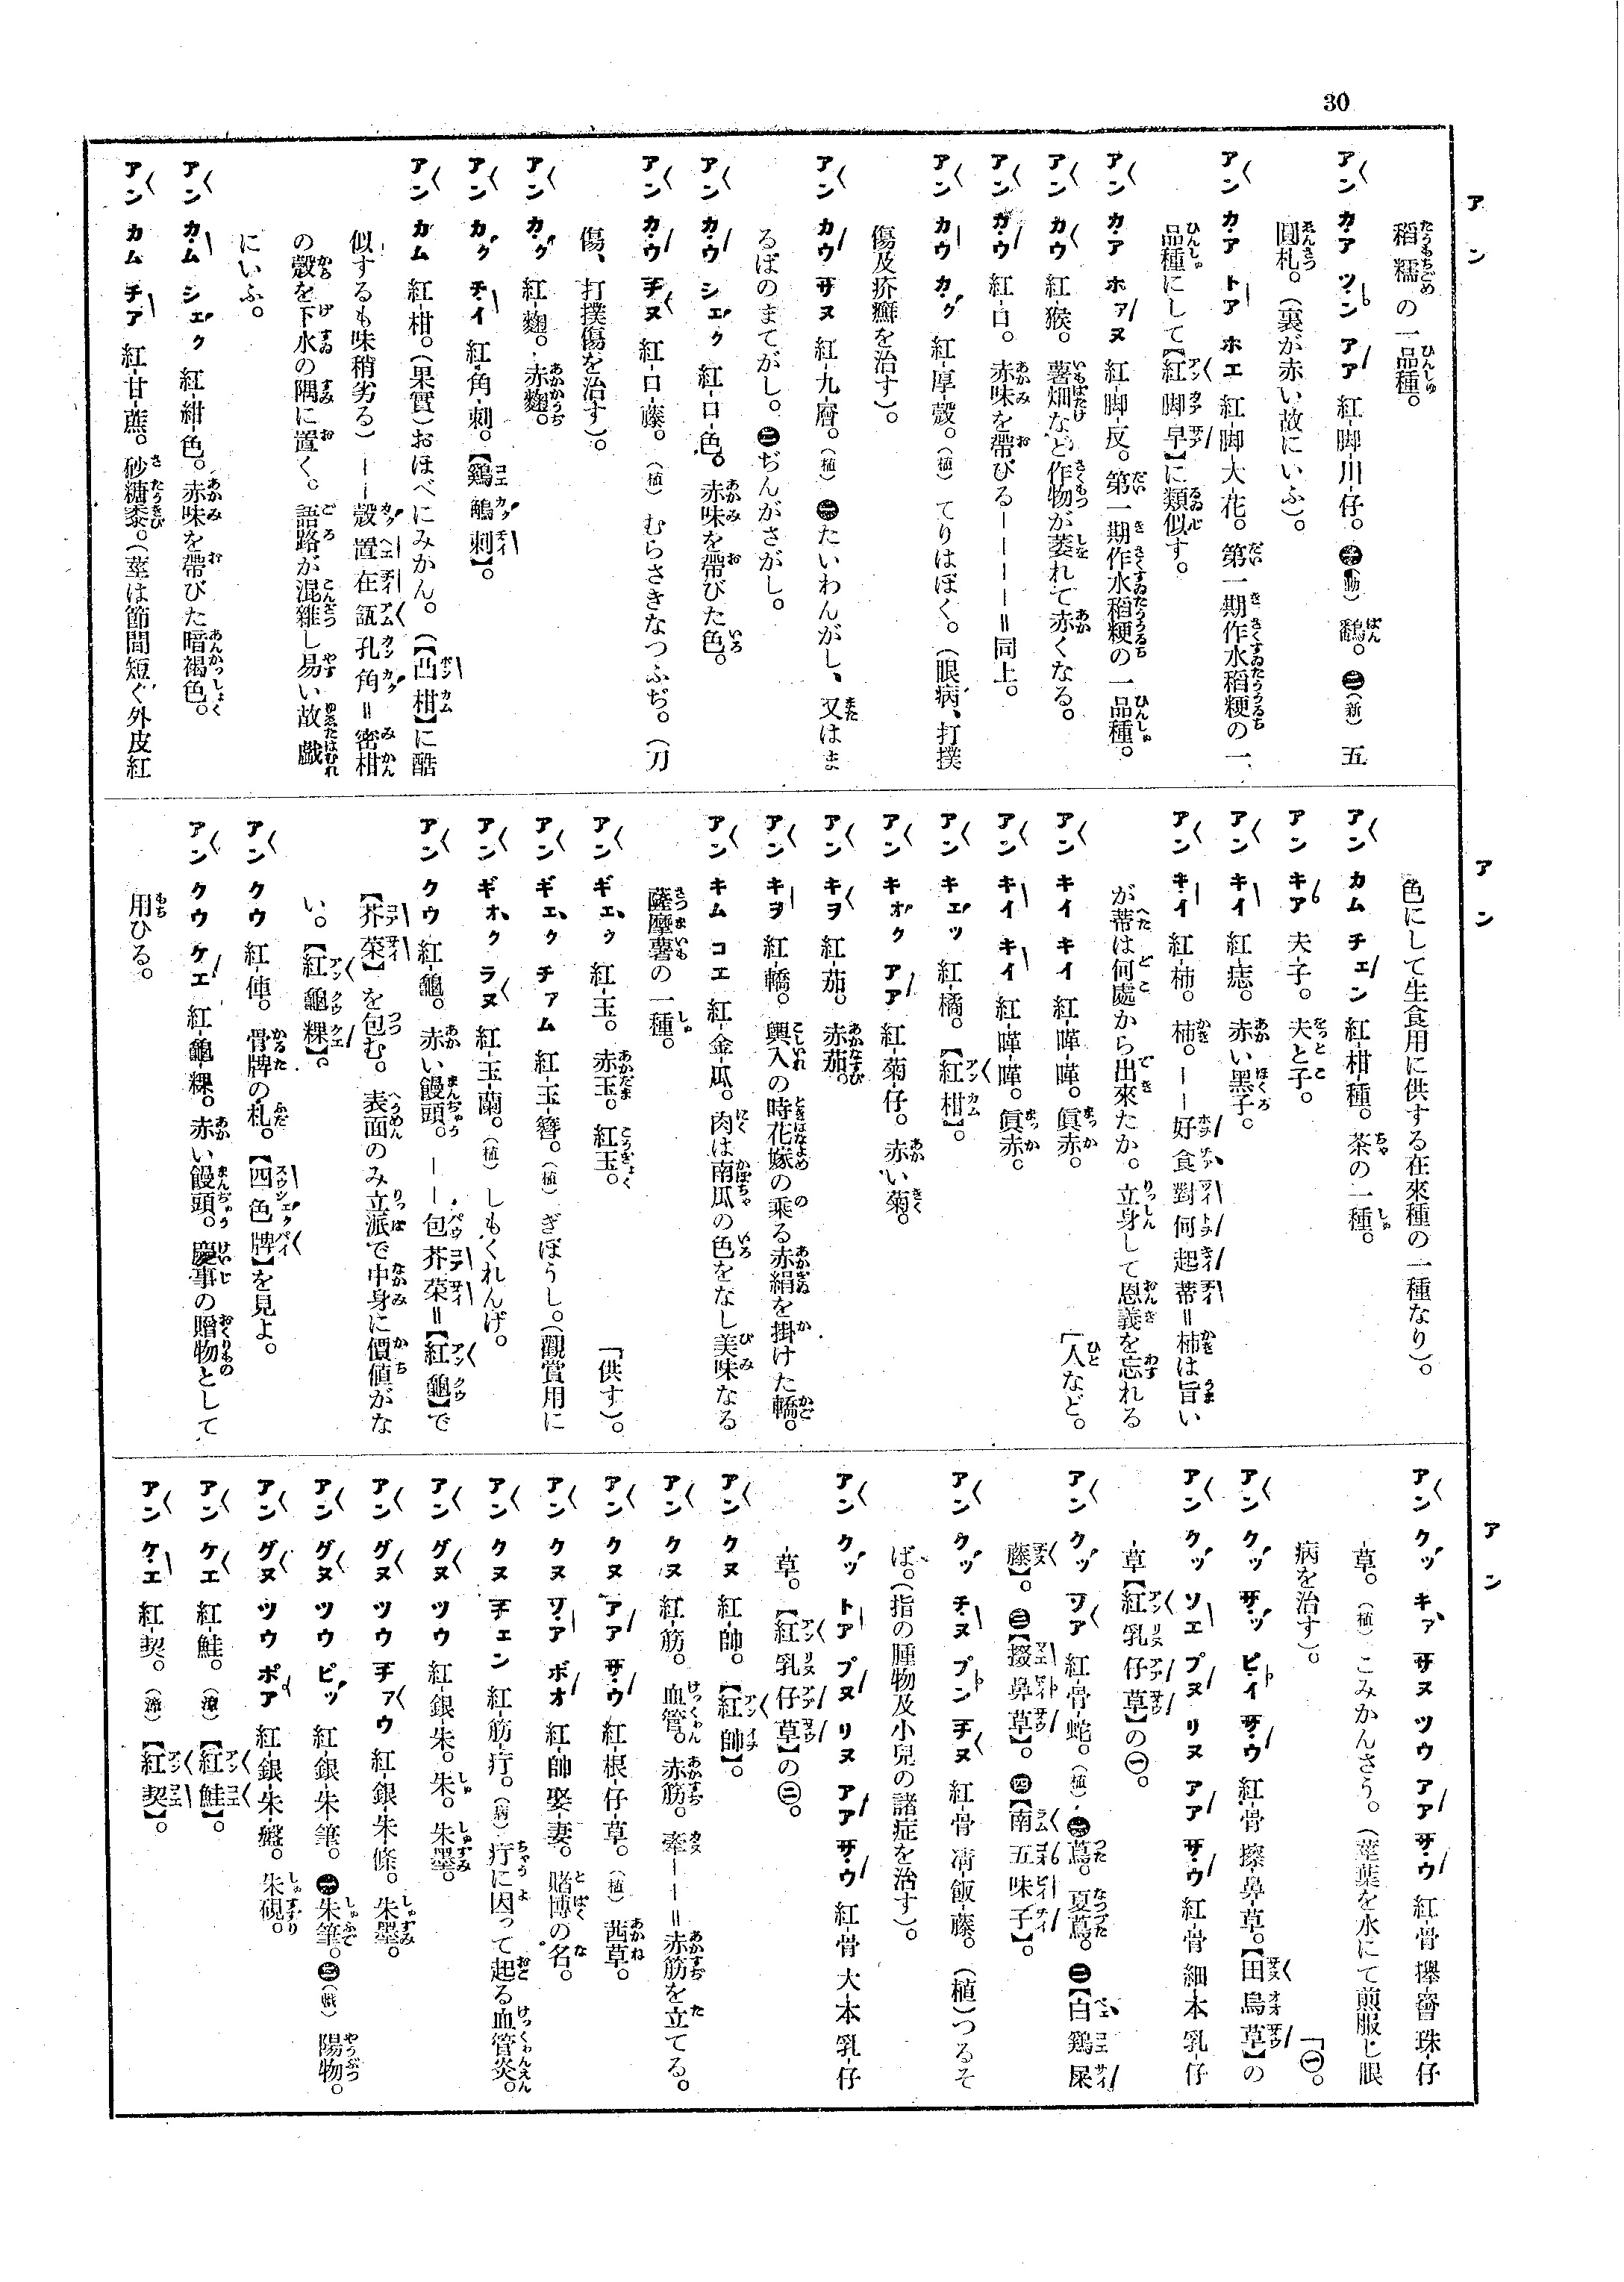 30
アン
稻糯の一品種。
アン カア ツン アア 紅-脚-川-仔。㊀(動) 鷭。㊁(新) 五
圓札。(裏が赤い故にいふ)。
アン カア トア ホエ 紅-脚-大-花。第一期作水稻粳の一
品種にして【紅脚早】に類似す。
アン カア ホァヌ 紅-脚-反。第一期作水稻粳の一品種。
アン カウ 紅-猴。薯畑など作物が萎れて赤くなる。
アン カウ 紅-口。赤味を帶びる————=同上。
アン カウ カク 紅-厚-殼。(植) てりはぼく。(眼病、打撲
傷及疥癬を治す)。
アン カウ サヌ 紅-九-層。(植) ㊀たいわんがし、又はま
るばのまてがし。㊁ぢんがさがし。
アン カウ シェク 紅-口-色。赤味を帶びた色。
アン カウ チヌ 紅-口-藤。(植) むらさきなつふぢ。(刀
傷、打撲傷を治す)。
アン カク 紅-麹。赤麹。
アン カク チイ 紅-角-刺。【鷄鵤刺】。
アン カム 紅-柑。(果實)おほべにみかん。(【凸柑】に酷
似するも味稍劣る) ——殼置在瓿孔角=密柑
の殼を下水の隅に置く。語路が混雜し易い故戲
にいふ。
アン カム シェク 紅-紺-色。赤味を帶びた暗褐色。
アン カム チア 紅-甘-蔗。砂糖黍。(莖は節間短く外皮紅
アン
色にして生食用に供する在來種の一種なり)。
アン カム チェン 紅-柑-種。茶の一種。
アン キア 夫-子。夫と子。
アン キイ 紅-痣。赤い黑子。
アン キイ 紅-柿。柿。——好食對何起蒂=柿は旨い
が蒂は何處から出來たか。立身して恩義を忘れる
「人など。
アン キイ キイ 紅-嘩-嘩。眞赤。
アン キイ キイ 紅-嘩-嘩。眞赤。
アン キェッ 紅-橘。【紅柑】。
アン キオク アア 紅-菊-仔。赤い菊。
アン キヲ 紅-茄。赤茄。
アン キヲ 紅-轎。輿入の時花嫁の乘る赤絹を掛けた轎。
アン キム コエ 紅-金-瓜。肉は南瓜の色をなし美味なる
薩摩薯の一種。
アン ギェク 紅-玉。赤玉。紅玉。
アン ギェク チァム 紅-玉-簪。(植) ぎぼうし。(觀賞用に
「供す)。
アン ギオク ラヌ 紅-玉-蘭。(植) しもくれんげ。
アン クウ 紅-龜。赤い饅頭。——包芥菜=【紅龜】で
【芥菜】を包む。表面のみ立派で中身に價値がな
い。【紅龜粿】。
アン クウ 紅-俥。骨牌の札。【四色牌】を見よ。
アン クウ ケエ 紅-龜-粿。赤い饅頭。慶事の贈物として
用ひる。
アン
アン クッ キァ サヌ ツウ アア サウ 紅-骨 珠-仔
-草。(植) こみかんさう。(莖葉を水にて煎服し眼
病を治す)。
「㊀。
アン クッ サッ ピイ サウ 紅-骨 擦-鼻-草。【田烏草】の
アン クッ ソエ プヌ リヌ アア サウ 紅-骨 細-本 乳-仔
-草【紅乳仔草】の㊀。
アン クッ ツア 紅-骨-蛇。(植) ㊀蔦。夏蔦。㊁【白鷄屎
藤】。㊂【掇鼻草】。㊃【南五味子】。
アン クッ チヌ プン チヌ 紅-骨 凊-飯-藤。(植)つるそ
ば。(指の腫物及小兒の諸症を治す)。
アン クッ トア プヌ リヌ アア サウ 紅-骨 大-本 乳-仔
-草。【紅乳仔草】の㊁。
アン クヌ 紅-帥。【紅帥】。
アン クヌ 紅-筋。血管。赤筋。牽——=赤筋を立てる。
アン クヌ アア サウ 紅-根-仔-草。(植) 茜草。
アン クヌ ツア ボオ 紅-帥 娶-妻。賭博の名。
アン クヌ チェン 紅-筋-疔。(病) 疔に因って起る血管炎。
アン グヌ ツウ 紅-銀-朱。朱。朱墨。
アン グヌ ツウ チァウ 紅-銀-朱-條。朱墨。
アン グヌ ツウ ピッ 紅-銀-朱-筆。㊀朱筆。㊁(戲) 陽物。
アン グヌ ツウ ポア 紅-銀-朱-盤。朱硯。
アン ケエ 紅-鮭。【紅鮭】。
アン ケエ 紅-契。【紅契】。